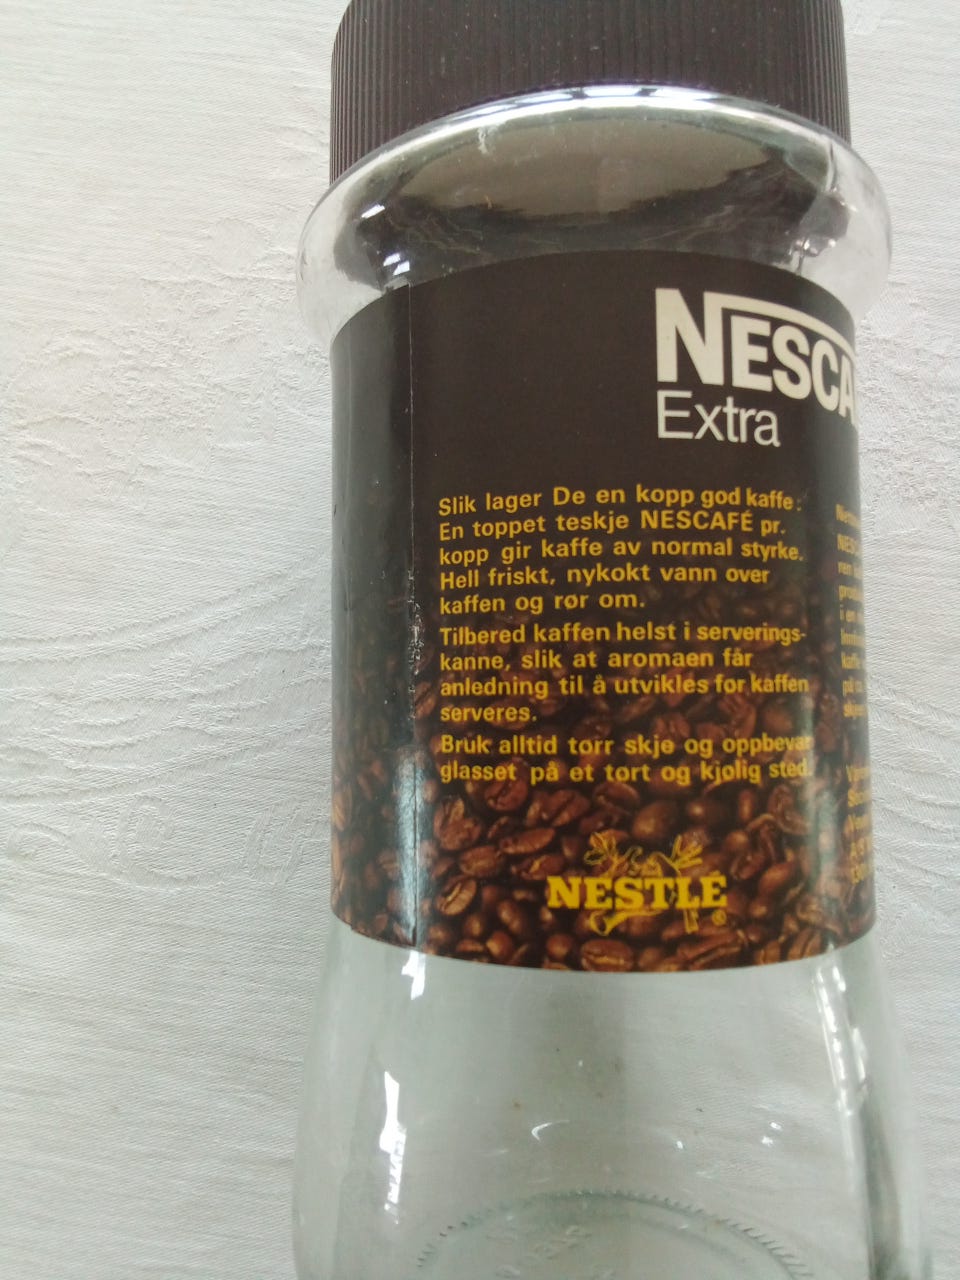 NESCA
Extra
Slik lager De en kopp god kaffe:
En toppet teskje NESCAFÉ pr.
kopp gir kaffe av normal styrke.
Hell friskt, nykokt vann over
kaffen og rør om.
Tilbered kaffen helst i serverings-
kanne, slik at aromaen får
anledning til å utvikles for kaffen
serveres.
Bruk alltid tørr skje og oppbevar
glasset på et tørt og kjølig sted.
NESTLÉ
®